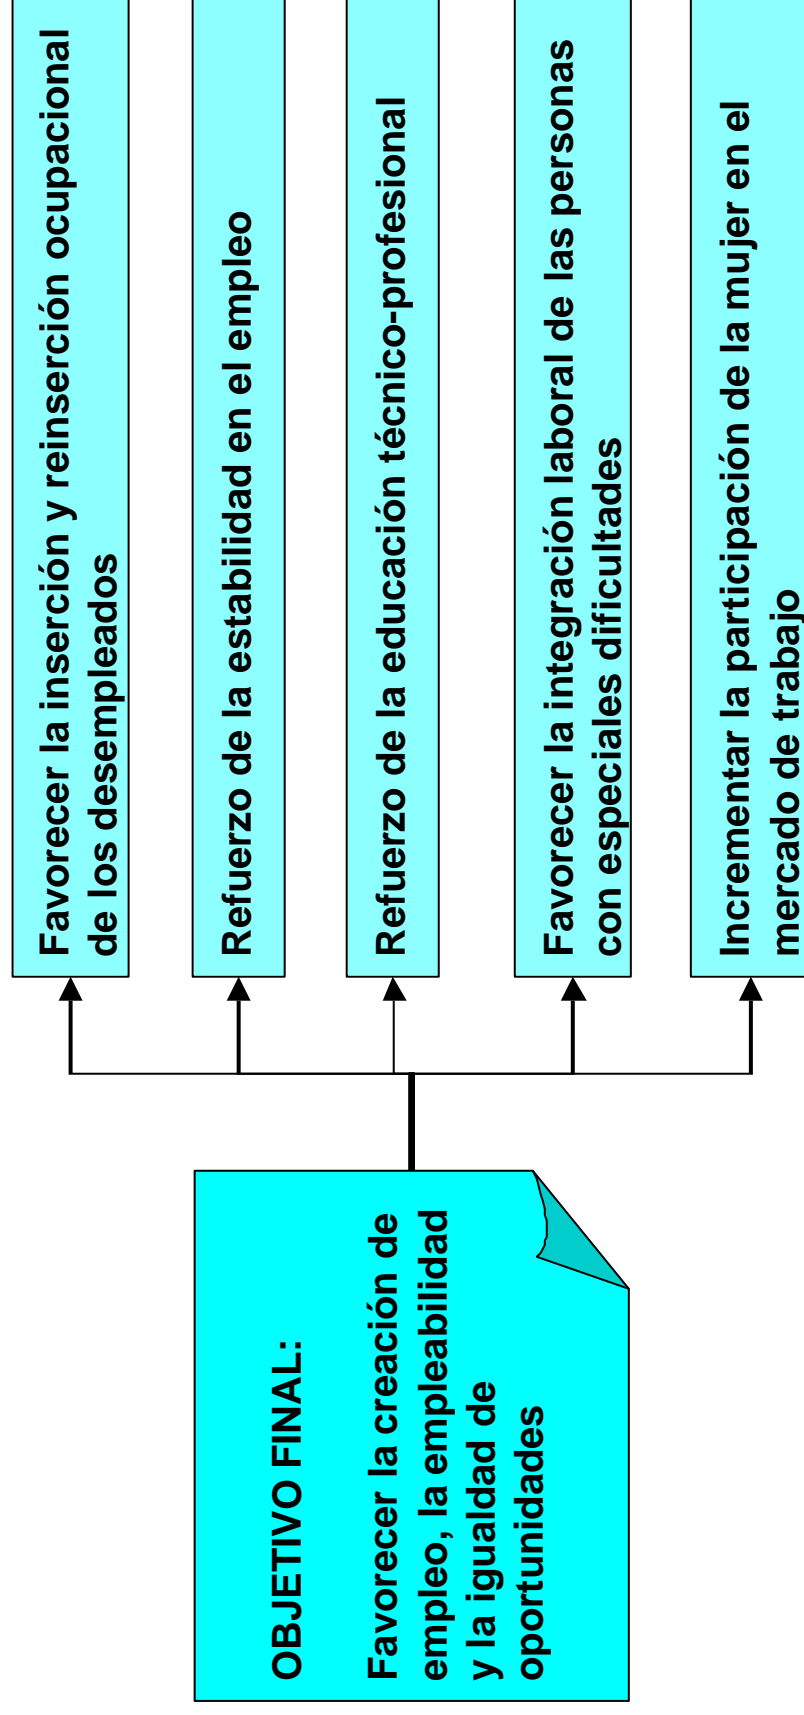 OBJETIVO FINAL:
Favorecer la creación de
empleo, la empleabilidad
y la igualdad de
oportunidades
Favorecer la inserción y reinserción ocupacional
de los desempleados
Refuerzo de la estabilidad en el empleo
Refuerzo de la educación técnico-profesional
Favorecer la integración laboral de las personas
con especiales dificultades
Incrementar la participación de la mujer en el
mercado de trabajo